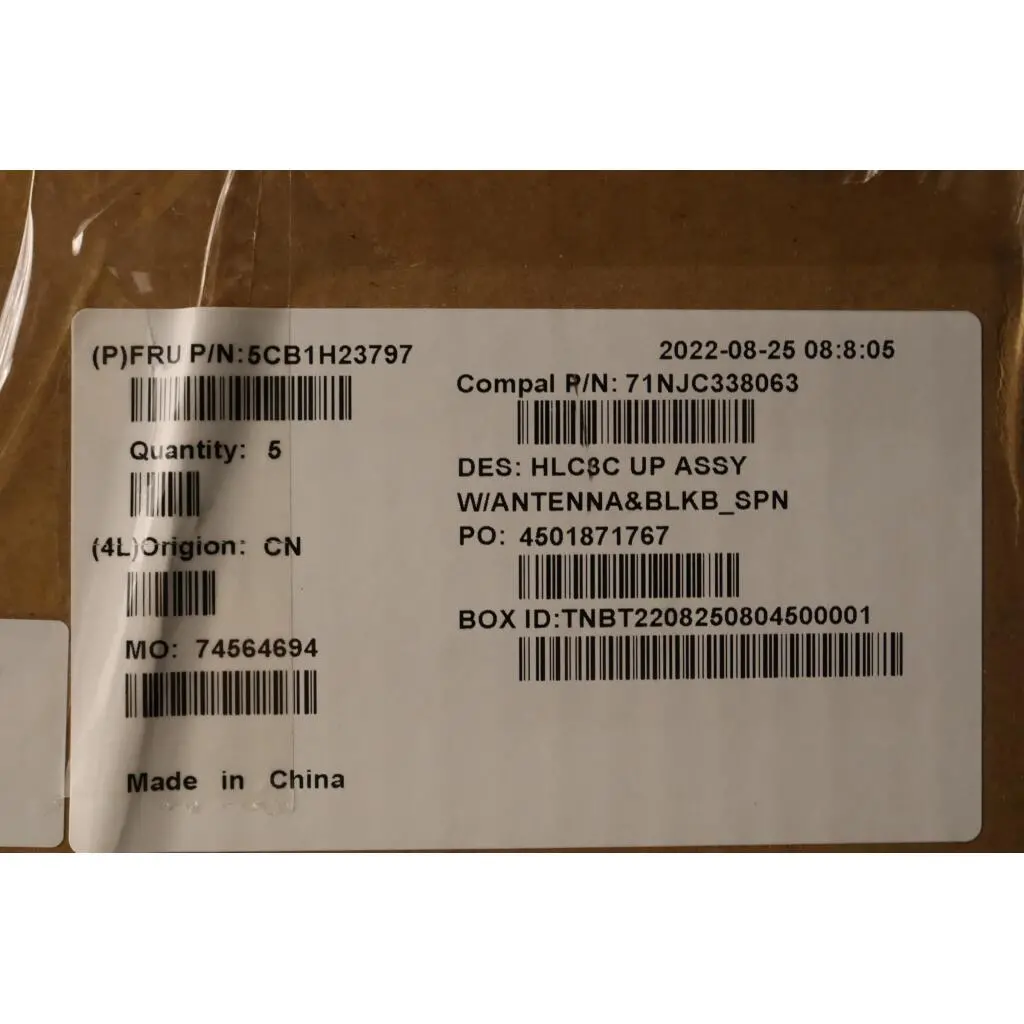 (P)FRU P/N:5CB1H23797
2022-08-25 08:8:05
Compal P/N: 71NJC338063
Quantity: 5
DES: HLC3C UP ASSY
W/ANTENNA&BLKB_SPN
(4L)Origion: CN
PO: 4501871767
BOX ID:TNBT2208250804500001
MO: 74564694
Made in China